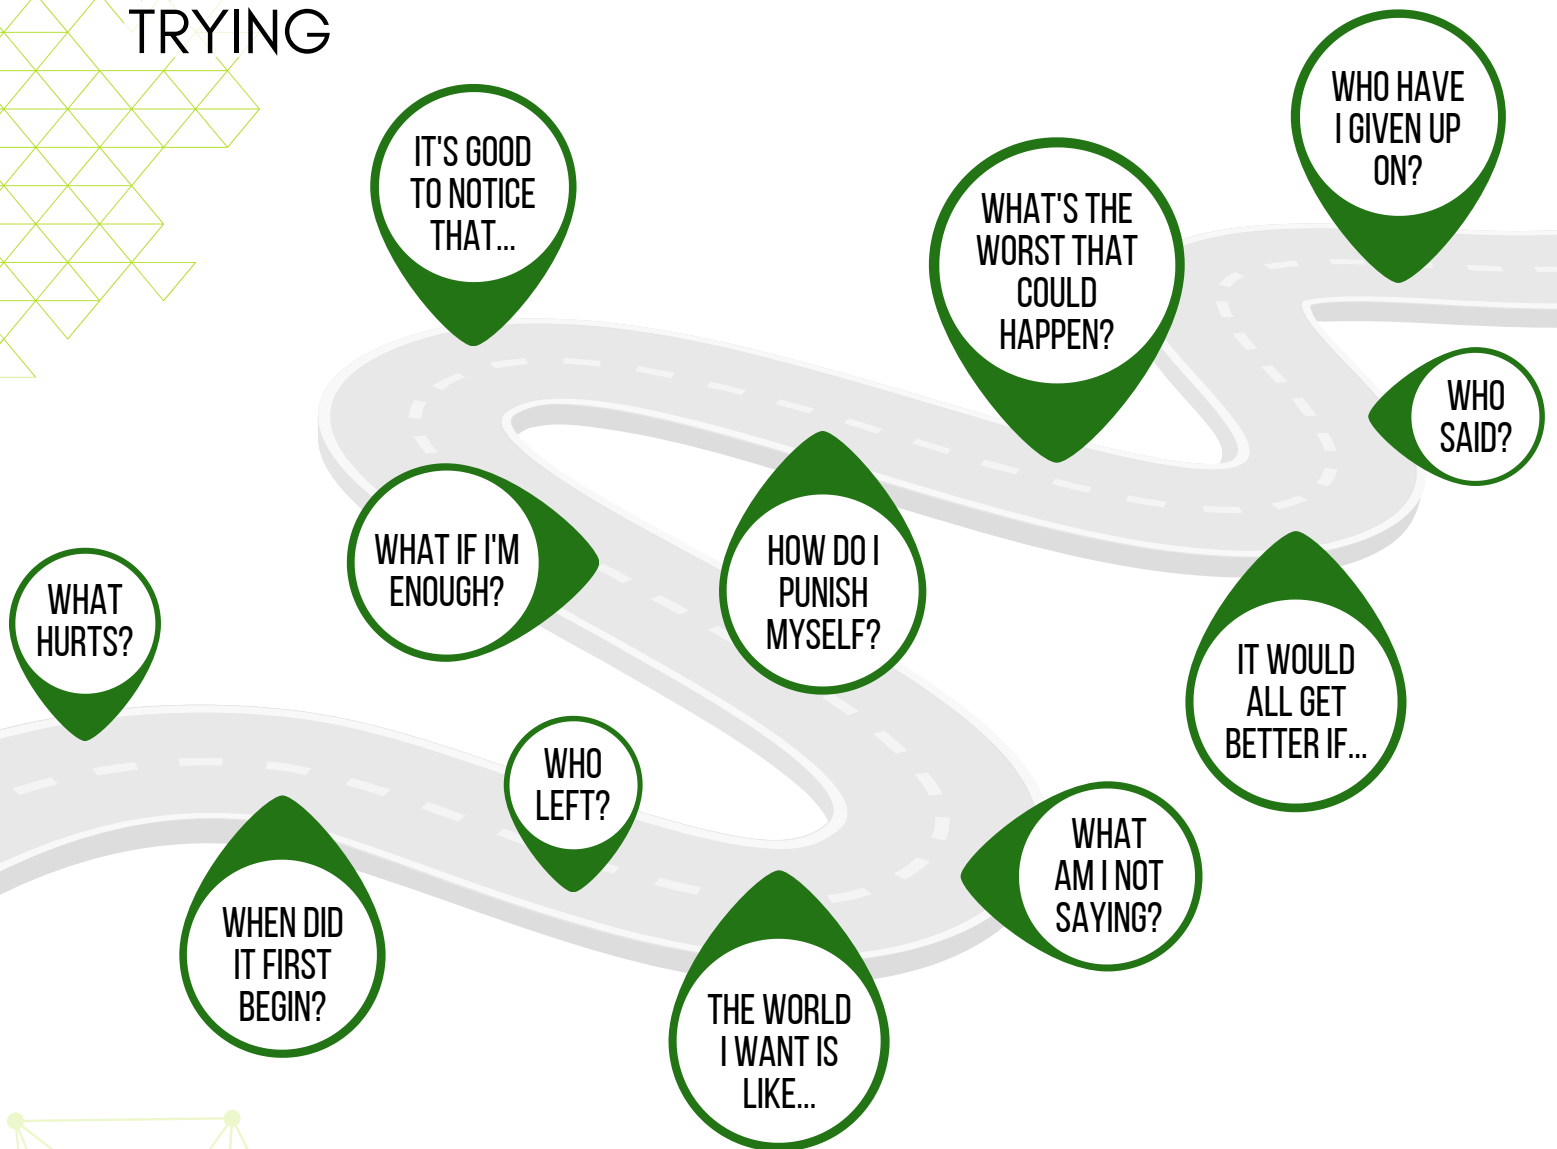 TRYING
IT'S GOOD
TO NOTICE
THAT...
WHO HAVE
I GIVEN UP
ON?
WHAT'S THE
WORST THAT
COULD
HAPPEN?
WHO
SAID?
WHAT IF I'M
ENOUGH?
HOW DO I
PUNISH
MYSELF?
WHAT
HURTS?
IT WOULD
ALL GET
BETTER IF...
WHO
LEFT?
WHAT
AM I NOT
SAYING?
WHEN DID
IT FIRST
BEGIN?
THE WORLD
I WANT IS
LIKE...